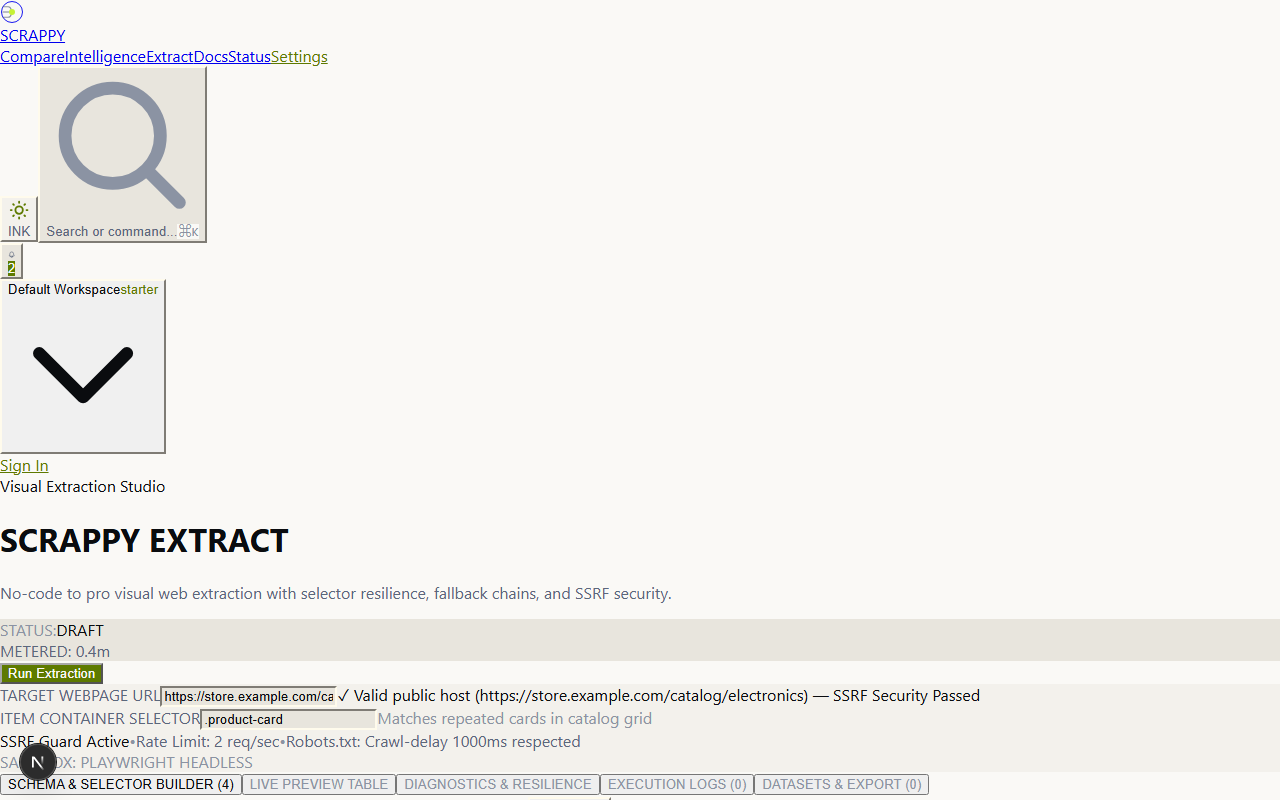 SCRAPPY
CompareIntelligenceExtractDocsStatusSettings
INK
Search or command...⌘K
2
Default Workspacestarter
Sign In
Visual Extraction Studio
SCRAPPY EXTRACT
No-code to pro visual web extraction with selector resilience, fallback chains, and SSRF security.
STATUS:DRAFT
METERED: 0.4m
Run Extraction
TARGET WEBPAGE URL https://store.example.com/ca ✓ Valid public host (https://store.example.com/catalog/electronics) — SSRF Security Passed
ITEM CONTAINER SELECTOR .product-card Matches repeated cards in catalog grid
SSRF Guard Active•Rate Limit: 2 req/sec•Robots.txt: Crawl-delay 1000ms respected
N
PLAYWRIGHT HEADLESS
SCHEMA & SELECTOR BUILDER (4) LIVE PREVIEW TABLE DIAGNOSTICS & RESILIENCE EXECUTION LOGS (0) DATASETS & EXPORT (0)